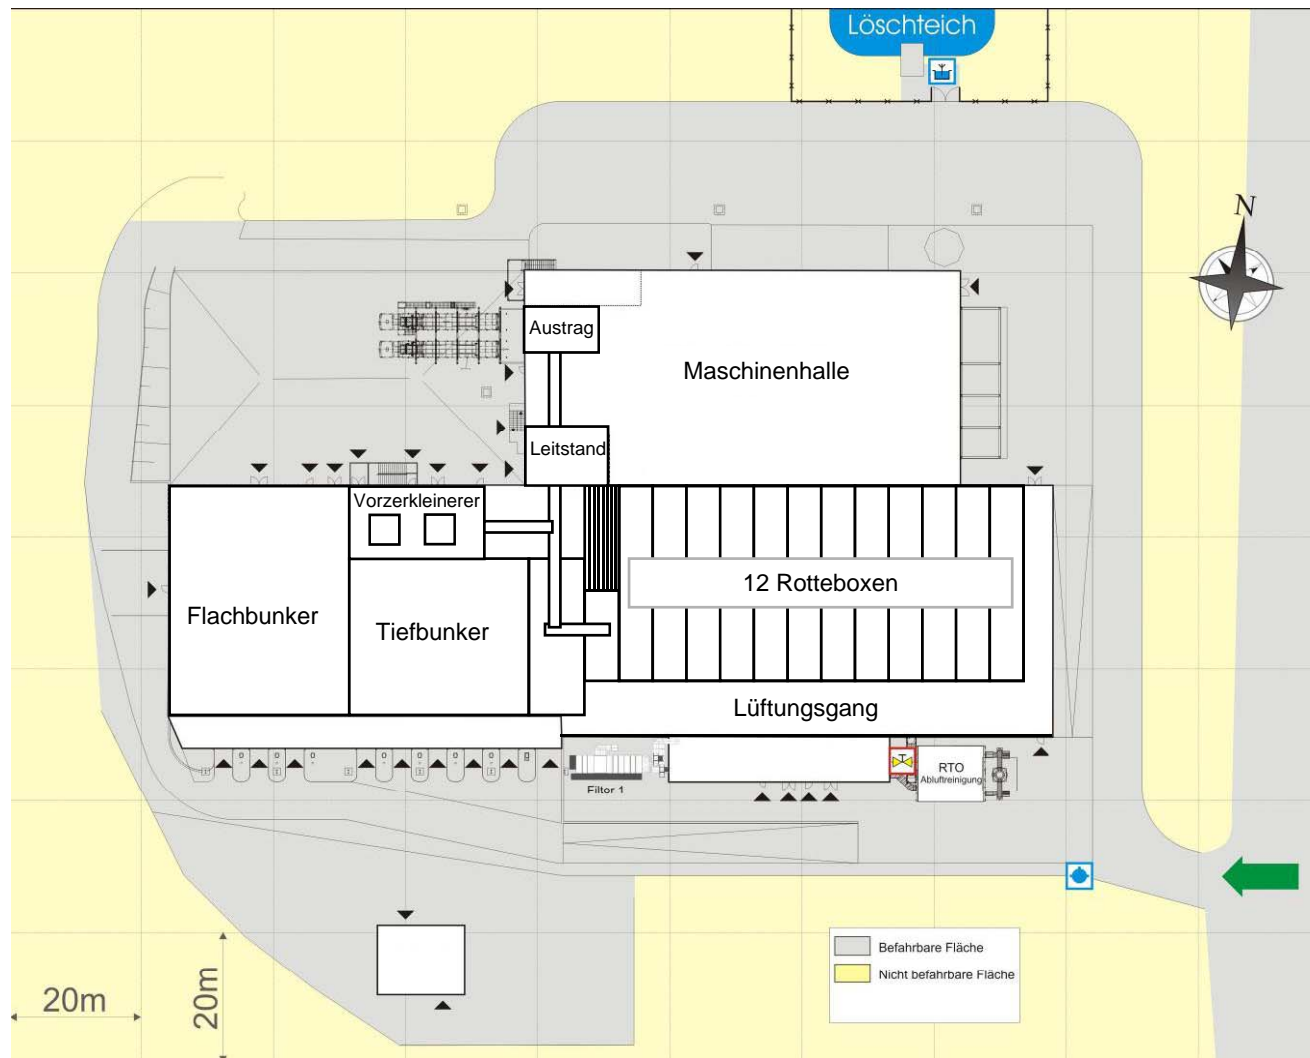 Löschteich
N
Austrag
Maschinenhalle
Leitstand
Vorzerkleinerer
12 Rotteboxen
Flachbunker
Tiefbunker
Lüftungsgang
RTO
Abluftreinigung
Filtor 1
Befahrbare Fläche
Nicht befahrbare Fläche
20m
20m